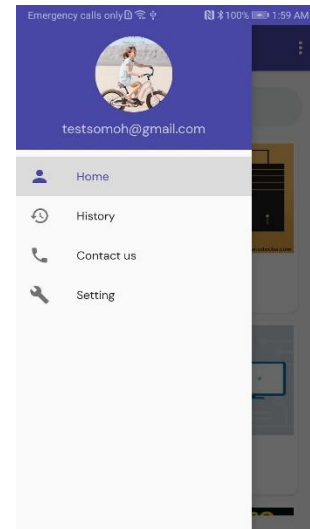 Emergency calls only 100% 1:59 AM
testsomoh@gmail.com
Home
History
Contact us
Setting